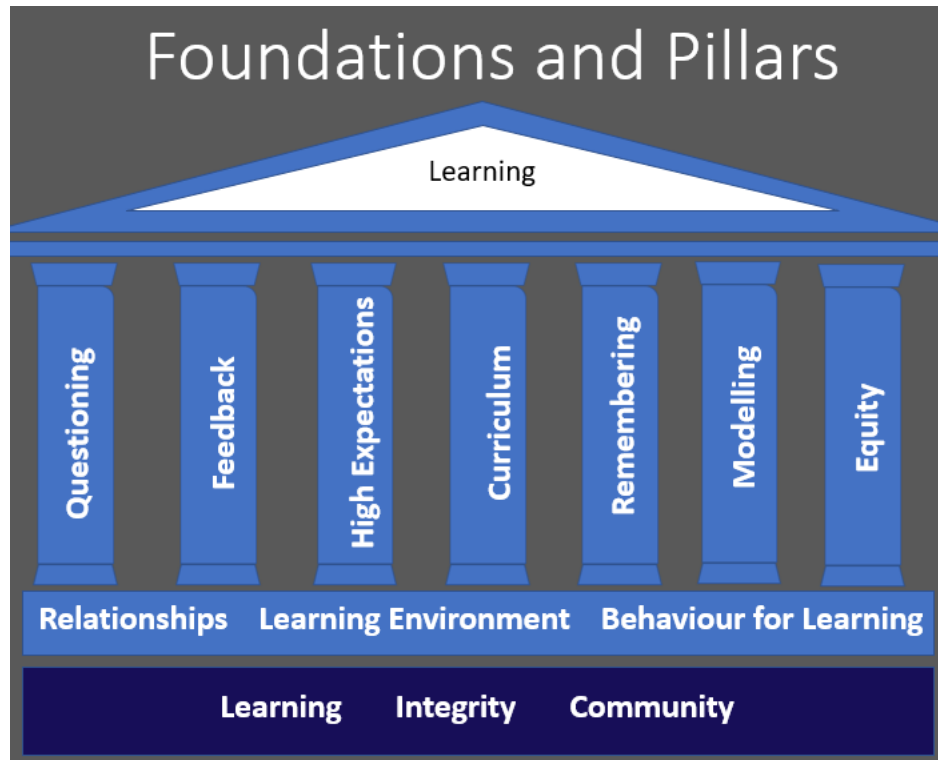 Foundations and Pillars
Learning
Questioning
Feedback
High Expectations
Curriculum
Remembering
Modelling
Equity
Relationships Learning Environment Behaviour for Learning
Learning Integrity Community